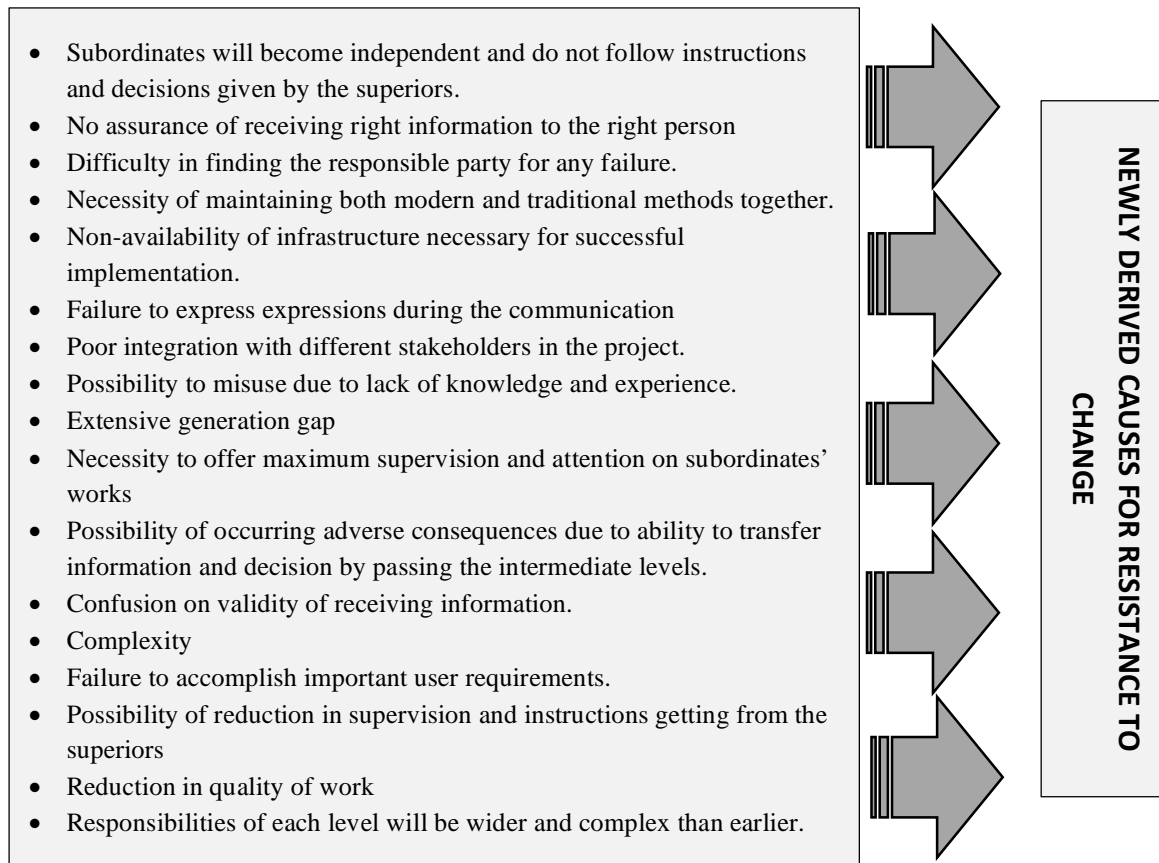 • Subordinates will become independent and do not follow instructions
and decisions given by the superiors.
• No assurance of receiving right information to the right person
• Difficulty in finding the responsible party for any failure.
• Necessity of maintaining both modern and traditional methods together.
• Non-availability of infrastructure necessary for successful
implementation.
• Failure to express expressions during the communication
• Poor integration with different stakeholders in the project.
• Possibility to misuse due to lack of knowledge and experience.
• Extensive generation gap
• Necessity to offer maximum supervision and attention on subordinates’
works
• Possibility of occurring adverse consequences due to ability to transfer
information and decision by passing the intermediate levels.
• Confusion on validity of receiving information.
• Complexity
• Failure to accomplish important user requirements.
• Possibility of reduction in supervision and instructions getting from the
superiors
• Reduction in quality of work
• Responsibilities of each level will be wider and complex than earlier.
NEWLY DERIVED CAUSES FOR RESISTANCE TO
CHANGE